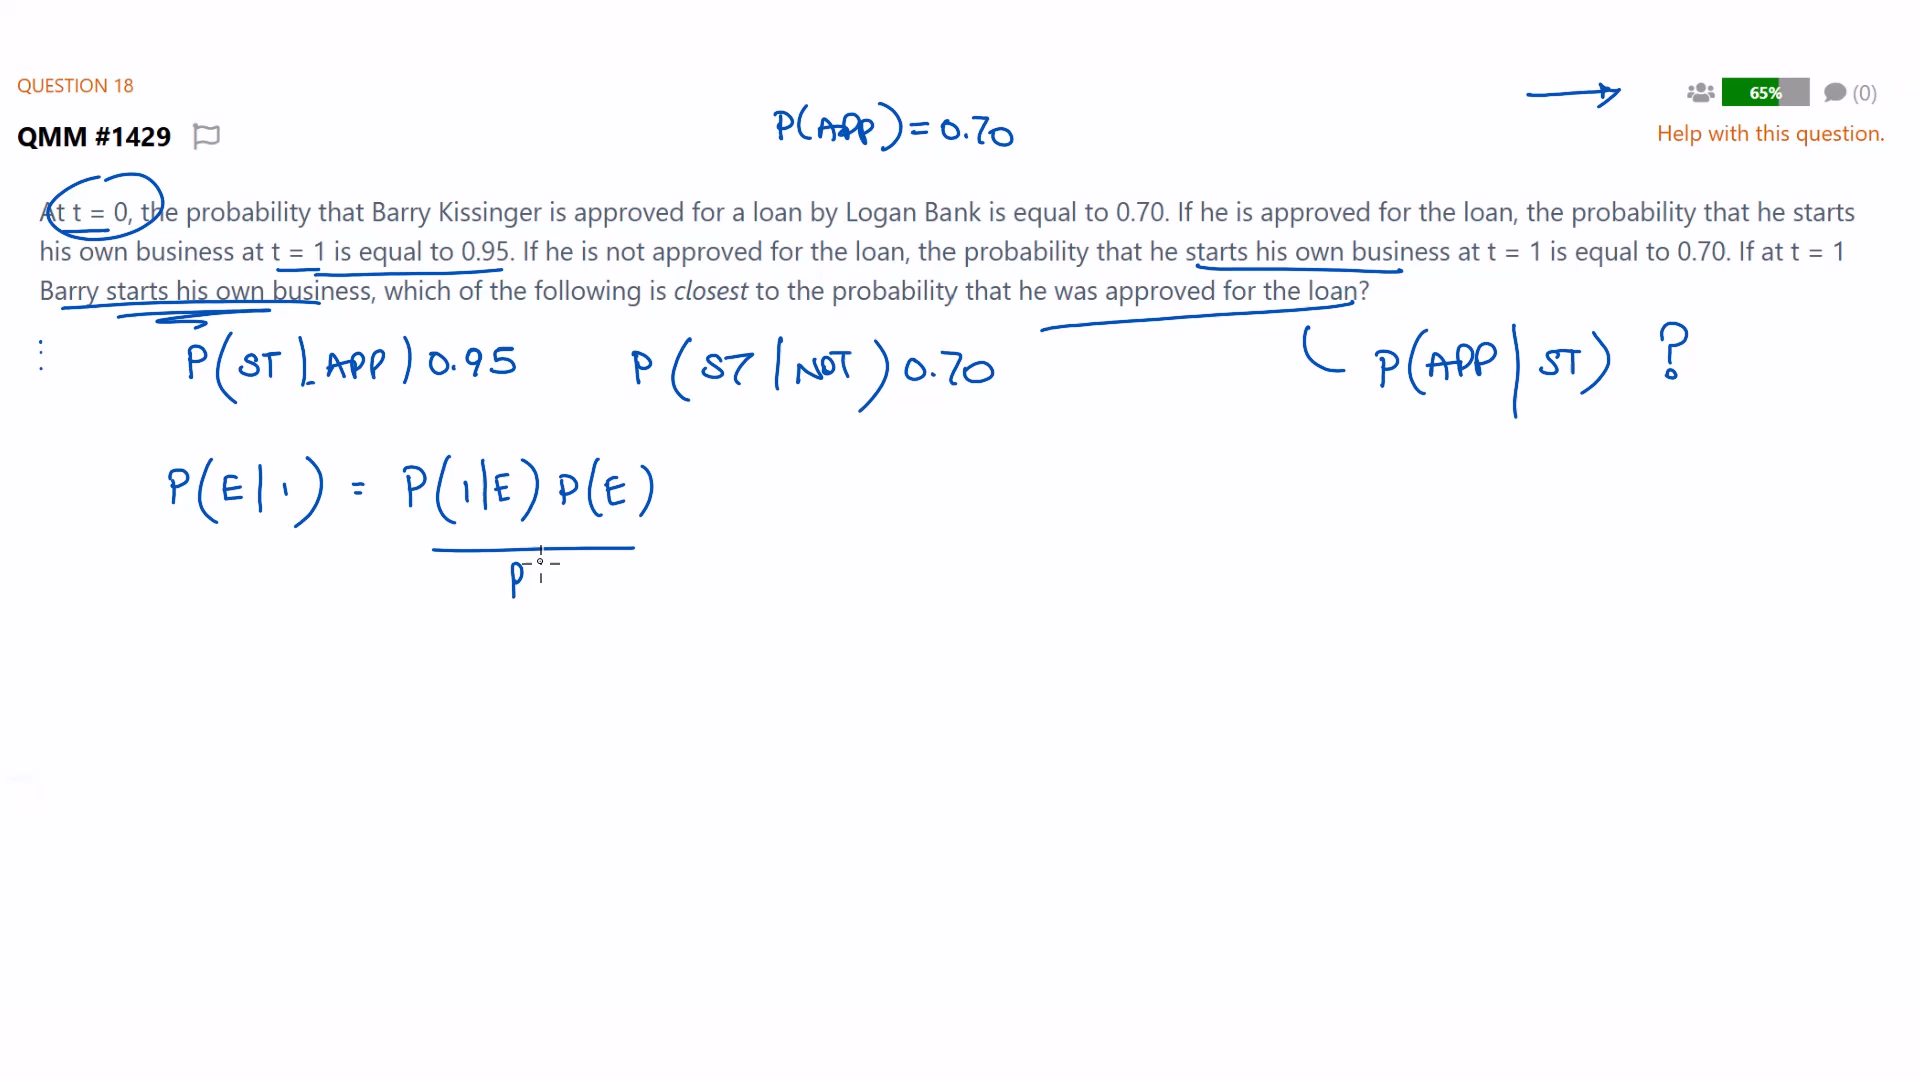 QUESTION 18
65% (0)
P(APP) = 0.70
QMM #1429
Help with this question.
At t = 0, the probability that Barry Kissinger is approved for a loan by Logan Bank is equal to 0.70. If he is approved for the loan, the probability that he starts
his own business at t = 1 is equal to 0.95. If he is not approved for the loan, the probability that he starts his own business at t = 1 is equal to 0.70. If at t = 1
Barry starts his own business, which of the following is closest to the probability that he was approved for the loan?
P(ST | APP) 0.95 P(ST | NOT) 0.70 P(APP | ST) ?
P(E | 1) = P(1 | E) P(E)
P